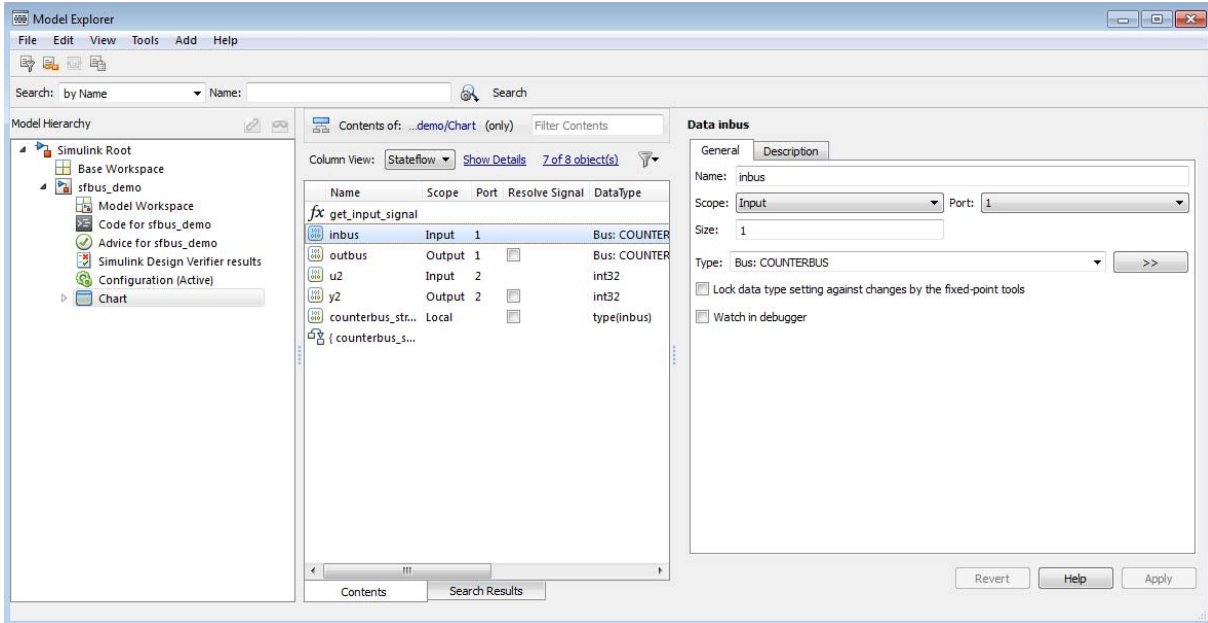 Model Explorer
File Edit View Tools Add Help
Search: by Name Name: Search
Model Hierarchy
Simulink Root
Base Workspace
sfbus_demo
Model Workspace
Code for sfbus_demo
Advice for sfbus_demo
Simulink Design Verifier results
Configuration (Active)
Chart
Contents of: ...demo/Chart (only) Filter Contents
Column View: Stateflow Show Details 7 of 8 object(s)
Name Scope Port Resolve Signal DataType
fx get_input_signal
inbus Input 1 Bus: COUNTER
outbus Output 1 Bus: COUNTER
u2 Input 2 int32
y2 Output 2 int32
counterbus_str... Local type(inbus)
{ counterbus_s...
Contents Search Results
Data inbus
General Description
Name: inbus
Scope: Input Port: 1
Size: 1
Type: Bus: COUNTERBUS >>
Lock data type setting against changes by the fixed-point tools
Watch in debugger
Revert Help Apply